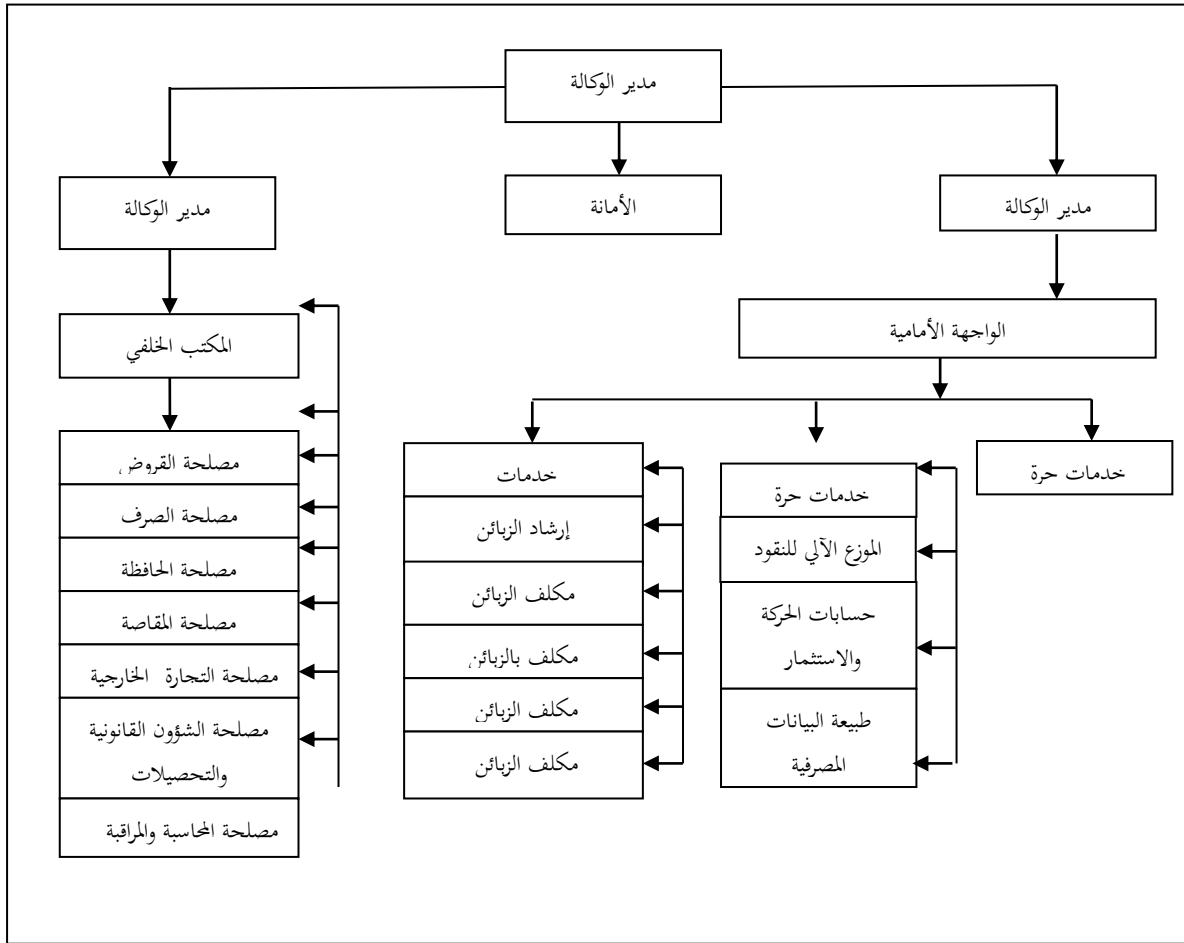 مدير الوكالة
مدير الوكالة
الأمانة
مدير الوكالة
الواجهة الأمامية
خدمات حرة
خدمات حرة
الموزع الآلي للنقود
حسابات الحركة
والاستثمار
طبيعة البيانات
المصرفية
خدمات
إرشاد الزبائن
مكلف الزبائن
مكلف بالزبائن
مكلف الزبائن
مكلف الزبائن
المكتب الخلفي
مصلحة القروض
مصلحة الصرف
مصلحة الحافظة
مصلحة المقاصة
مصلحة التجارة الخارجية
مصلحة الشؤون القانونية
والتحصيلات
مصلحة المحاسبة والمراقبة